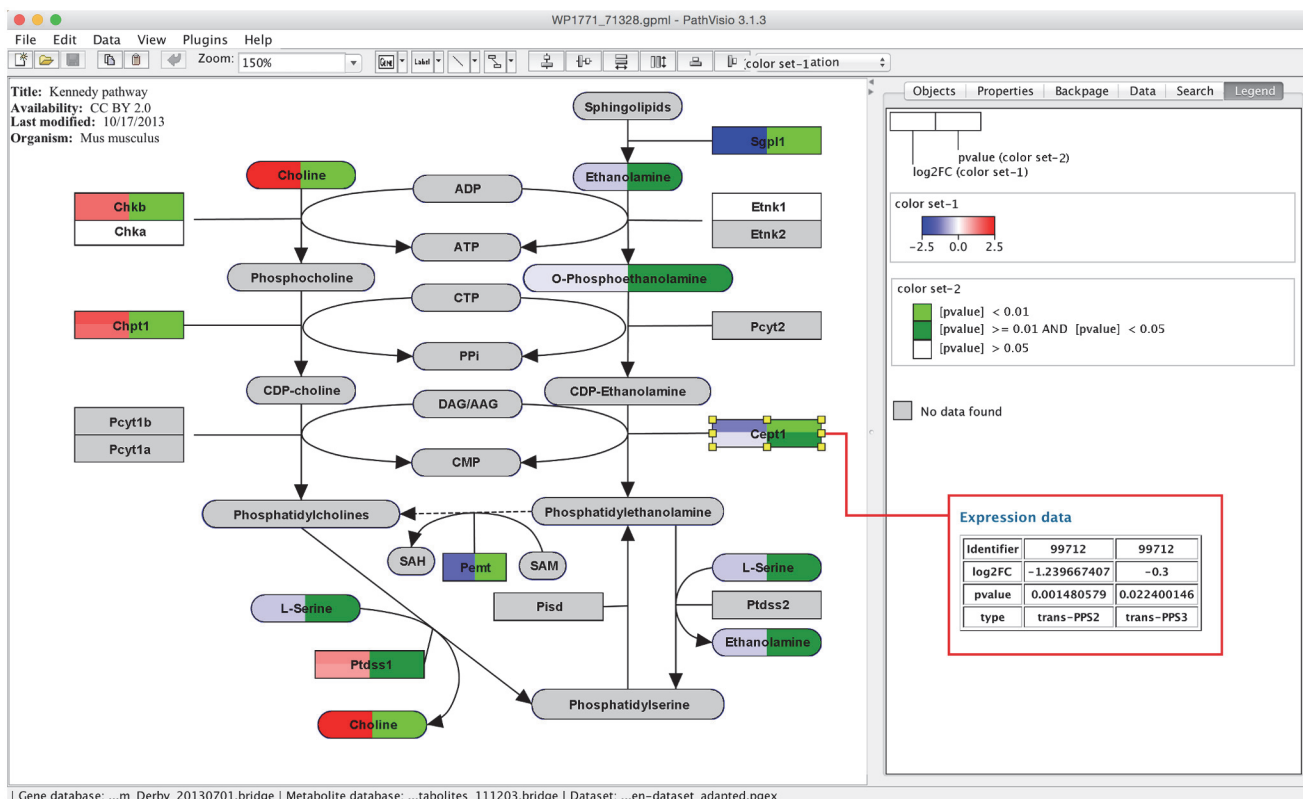 WP1771_71328.gpml - PathVisio 3.1.3
File Edit Data View Plugins Help
Zoom: 150%
Gene Label
color set-1ation
Title: Kennedy pathway
Availability: CC BY 2.0
Last modified: 10/17/2013
Organism: Mus musculus
Sphingolipids
Sgpl1
Choline
Ethanolamine
ADP
Chkb
Chka
Etnk1
Etnk2
ATP
Phosphocholine
O-Phosphoethanolamine
CTP
Chpt1
Pcyt2
PPi
CDP-choline
CDP-Ethanolamine
DAG/AAG
Pcyt1b
Pcyt1a
Cept1
CMP
Phosphatidylcholines
Phosphatidylethanolamine
SAH
Pemt
SAM
L-Serine
L-Serine
Pisd
Ptdss2
Ethanolamine
Ptdss1
Phosphatidylserine
Choline
Objects Properties Backpage Data Search Legend
pvalue (color set-2)
log2FC (color set-1)
color set-1
-2.5 0.0 2.5
color set-2
[pvalue] < 0.01
[pvalue] >= 0.01 AND [pvalue] < 0.05
[pvalue] > 0.05
No data found
Expression data
Identifier 99712 99712
log2FC -1.239667407 -0.3
pvalue 0.001480579 0.022400146
type trans-PPS2 trans-PPS3
| Gene database: ...m_Derby_20130701.bridge | Metabolite database: ...tabolites_111203.bridge | Dataset: ...en-dataset_adapted.pgex